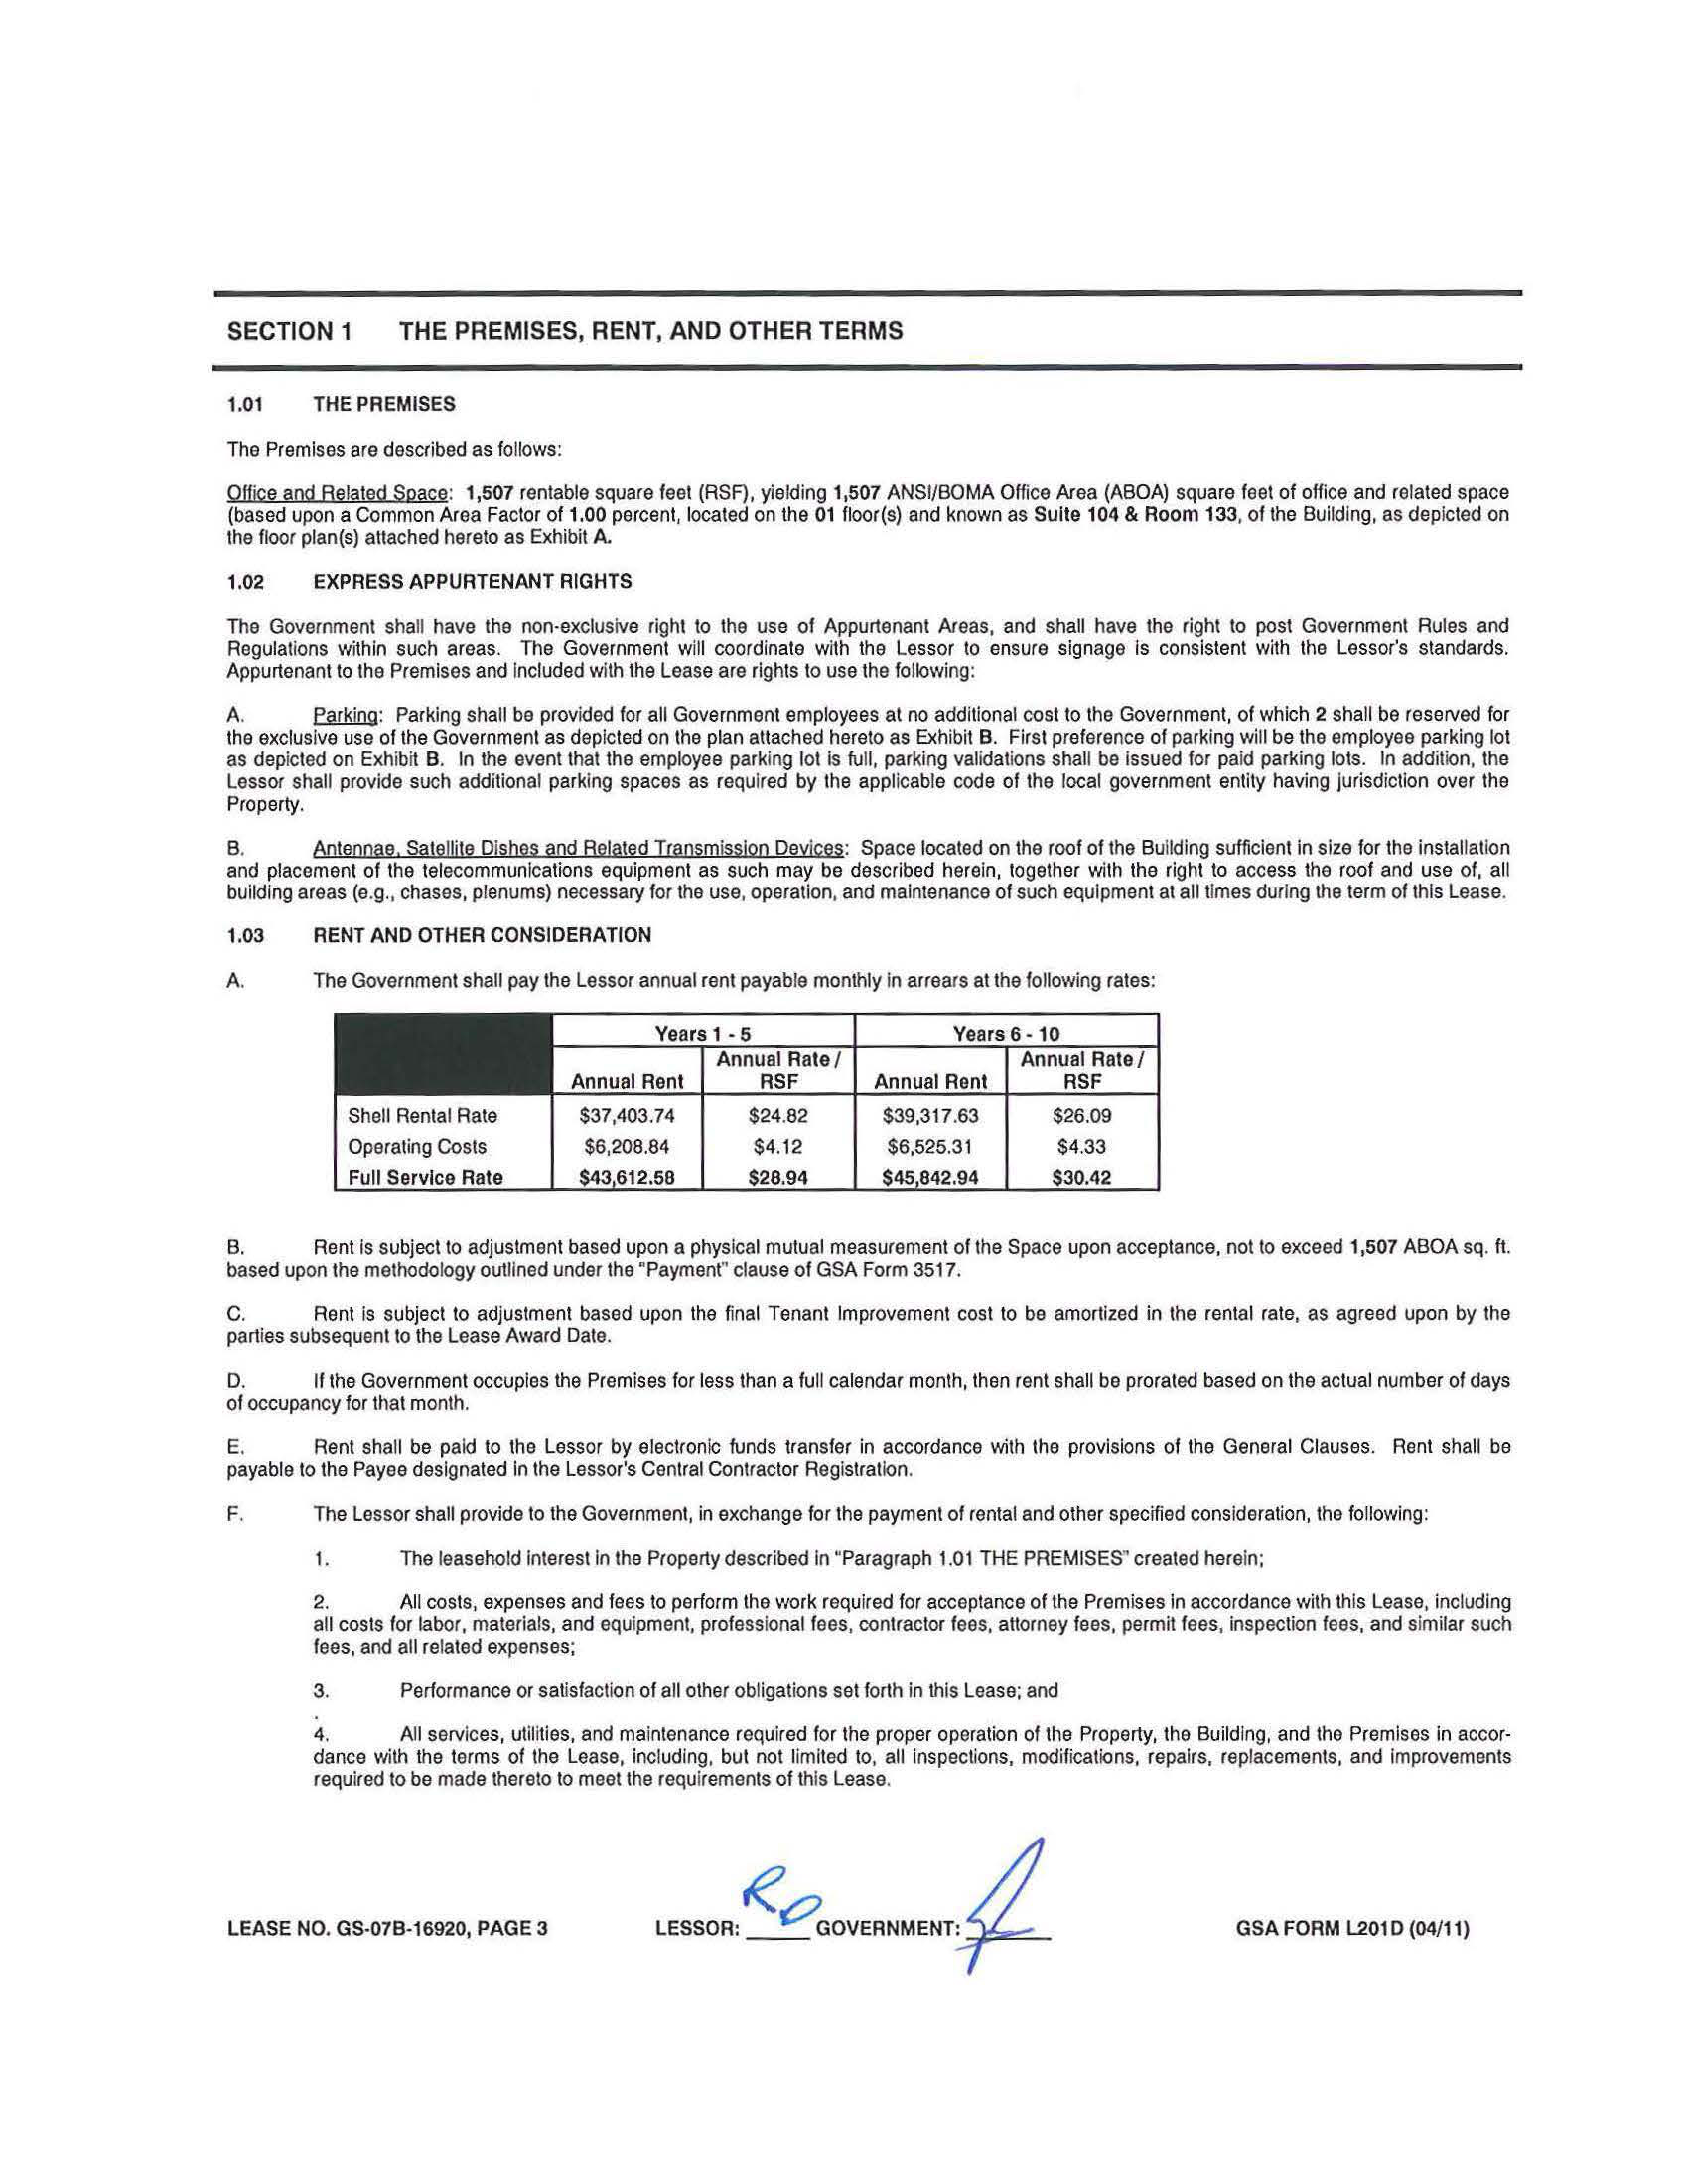 SECTION 1 THE PREMISES, RENT, AND OTHER TERMS
1.01 THE PREMISES
The Premises are described as follows:
Office and Related Space: 1,507 rentable square feet (RSF), yielding 1,507 ANSI/BOMA Office Area (ABOA) square feet of office and related space
(based upon a Common Area Factor of 1.00 percent, located on the 01 floor(s) and known as Suite 104 & Room 133, of the Building, as depicted on
the floor plan(s) attached hereto as Exhibit A.
1.02 EXPRESS APPURTENANT RIGHTS
The Government shall have the non-exclusive right to the use of Appurtenant Areas, and shall have the right to post Government Rules and
Regulations within such areas. The Government will coordinate with the Lessor to ensure signage is consistent with the Lessor's standards.
Appurtenant to the Premises and included with the Lease are rights to use the following:
A. Parking: Parking shall be provided for all Government employees at no additional cost to the Government, of which 2 shall be reserved for
the exclusive use of the Government as depicted on the plan attached hereto as Exhibit B. First preference of parking will be the employee parking lot
as depicted on Exhibit B. In the event that the employee parking lot is full, parking validations shall be issued for paid parking lots. In addition, the
Lessor shall provide such additional parking spaces as required by the applicable code of the local government entity having jurisdiction over the
Property.
B. Antennae, Satellite Dishes and Related Transmission Devices: Space located on the roof of the Building sufficient in size for the installation
and placement of the telecommunications equipment as such may be described herein, together with the right to access the roof and use of, all
building areas (e.g., chases, plenums) necessary for the use, operation, and maintenance of such equipment at all times during the term of this Lease.
1.03 RENT AND OTHER CONSIDERATION
A. The Government shall pay the Lessor annual rent payable monthly in arrears at the following rates:
Years 1 - 5 Years 6 - 10
Annual Rent Annual Rate / RSF Annual Rent Annual Rate / RSF
Shell Rental Rate $37,403.74 $24.82 $39,317.63 $26.09
Operating Costs $6,208.84 $4.12 $6,525.31 $4.33
Full Service Rate $43,612.58 $28.94 $45,842.94 $30.42
B. Rent is subject to adjustment based upon a physical mutual measurement of the Space upon acceptance, not to exceed 1,507 ABOA sq. ft.
based upon the methodology outlined under the "Payment" clause of GSA Form 3517.
C. Rent is subject to adjustment based upon the final Tenant Improvement cost to be amortized in the rental rate, as agreed upon by the
parties subsequent to the Lease Award Date.
D. If the Government occupies the Premises for less than a full calendar month, then rent shall be prorated based on the actual number of days
of occupancy for that month.
E. Rent shall be paid to the Lessor by electronic funds transfer in accordance with the provisions of the General Clauses. Rent shall be
payable to the Payee designated in the Lessor's Central Contractor Registration.
F. The Lessor shall provide to the Government, in exchange for the payment of rental and other specified consideration, the following:
1. The leasehold interest in the Property described in "Paragraph 1.01 THE PREMISES" created herein;
2. All costs, expenses and fees to perform the work required for acceptance of the Premises in accordance with this Lease, including
all costs for labor, materials, and equipment, professional fees, contractor fees, attorney fees, permit fees, inspection fees, and similar such
fees, and all related expenses;
3. Performance or satisfaction of all other obligations set forth in this Lease; and
4. All services, utilities, and maintenance required for the proper operation of the Property, the Building, and the Premises in accor-
dance with the terms of the Lease, including, but not limited to, all inspections, modifications, repairs, replacements, and improvements
required to be made thereto to meet the requirements of this Lease.
LEASE NO. GS-07B-16920, PAGE 3 LESSOR: RD GOVERNMENT: GSA FORM L201D (04/11)